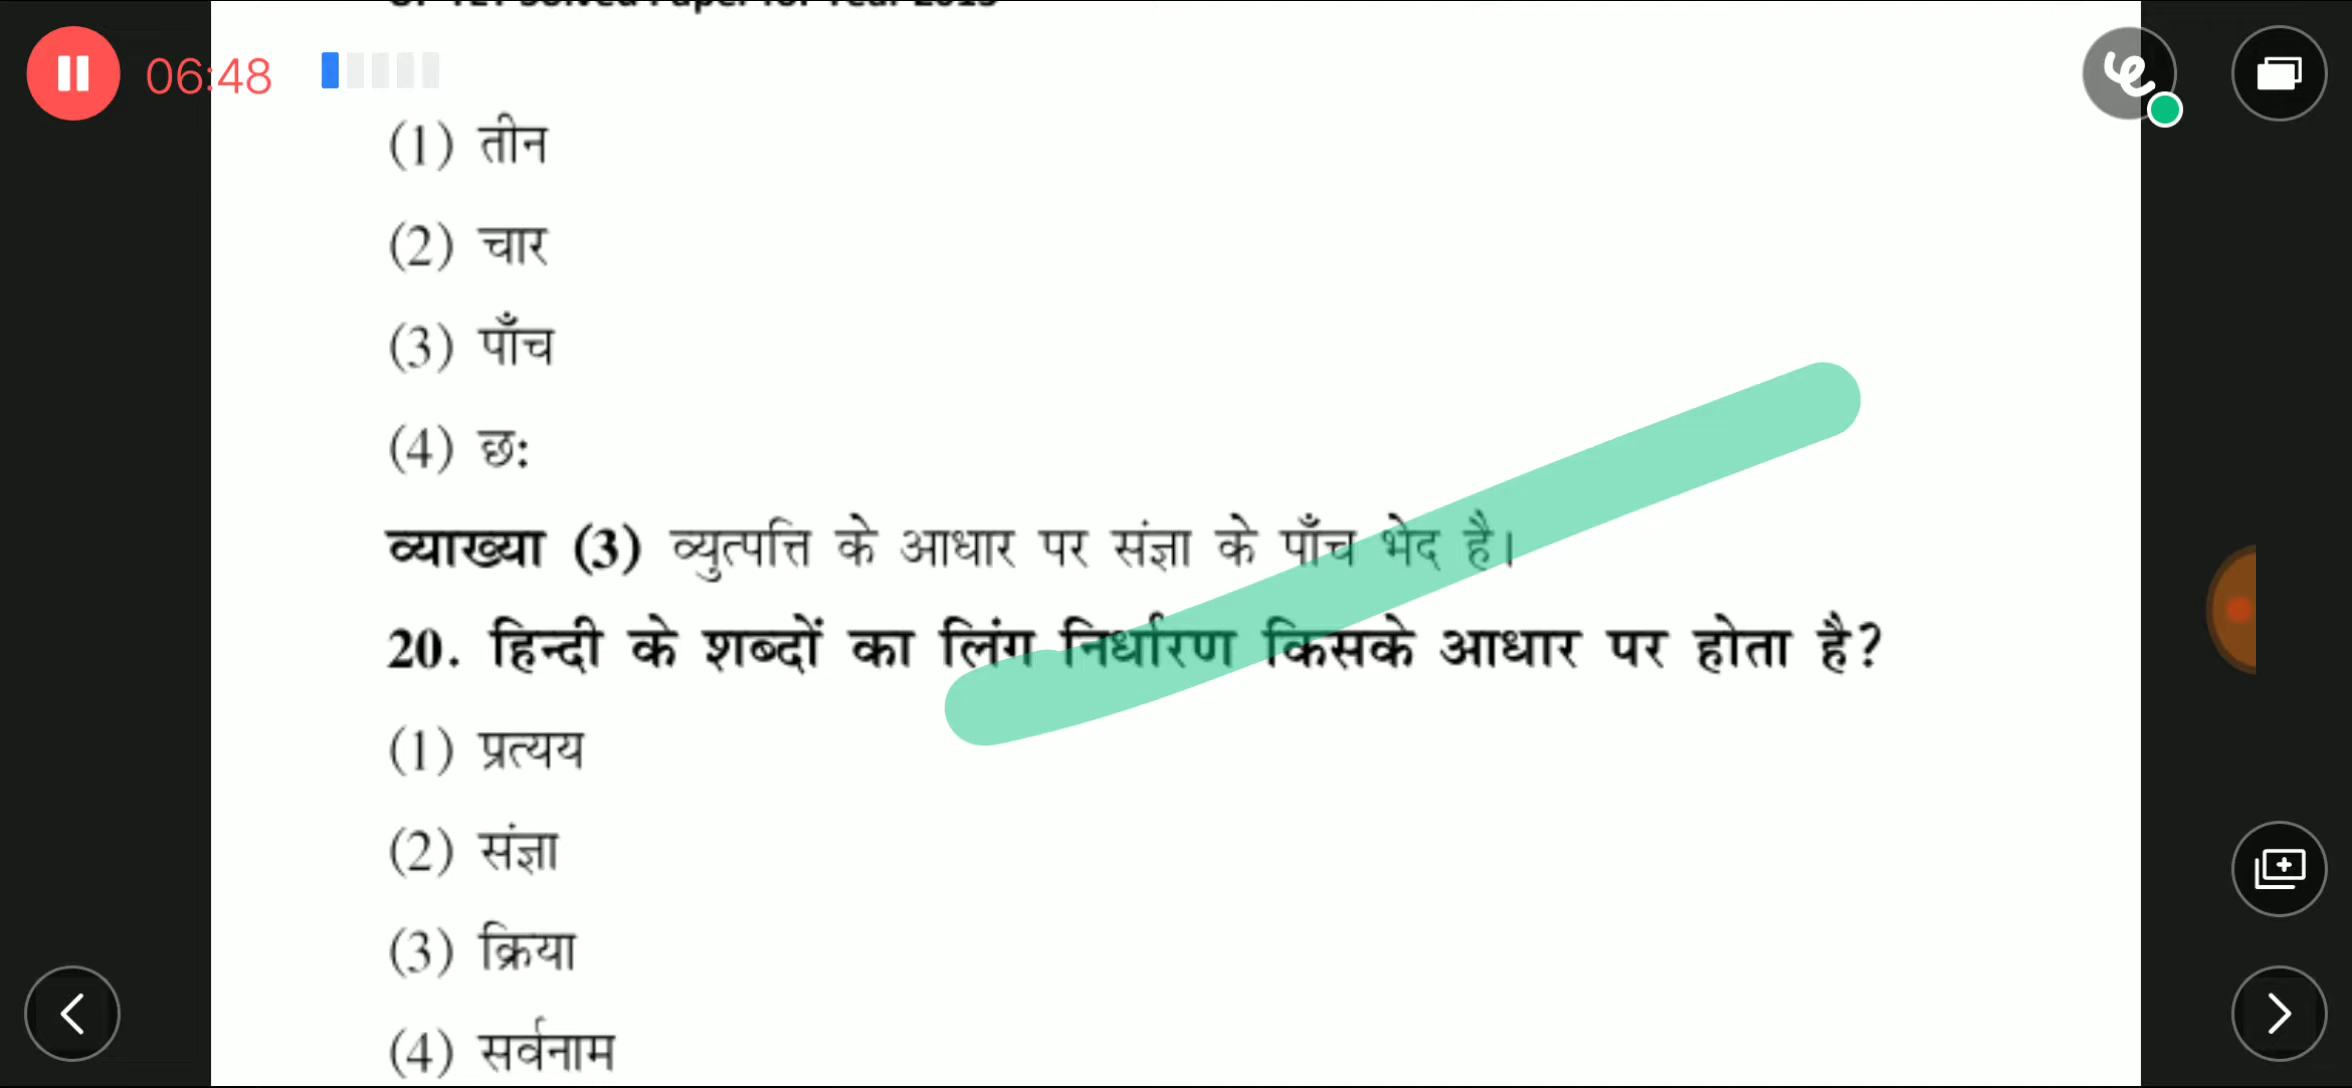 06:48
(1) तीन
(2) चार
(3) पाँच
(4) छः
व्याख्या (3) व्युत्पत्ति के आधार पर संज्ञा के पाँच भेद है।
20. हिन्दी के शब्दों का लिंग निर्धारण किसके आधार पर होता है?
(1) प्रत्यय
(2) संज्ञा
(3) क्रिया
(4) सर्वनाम